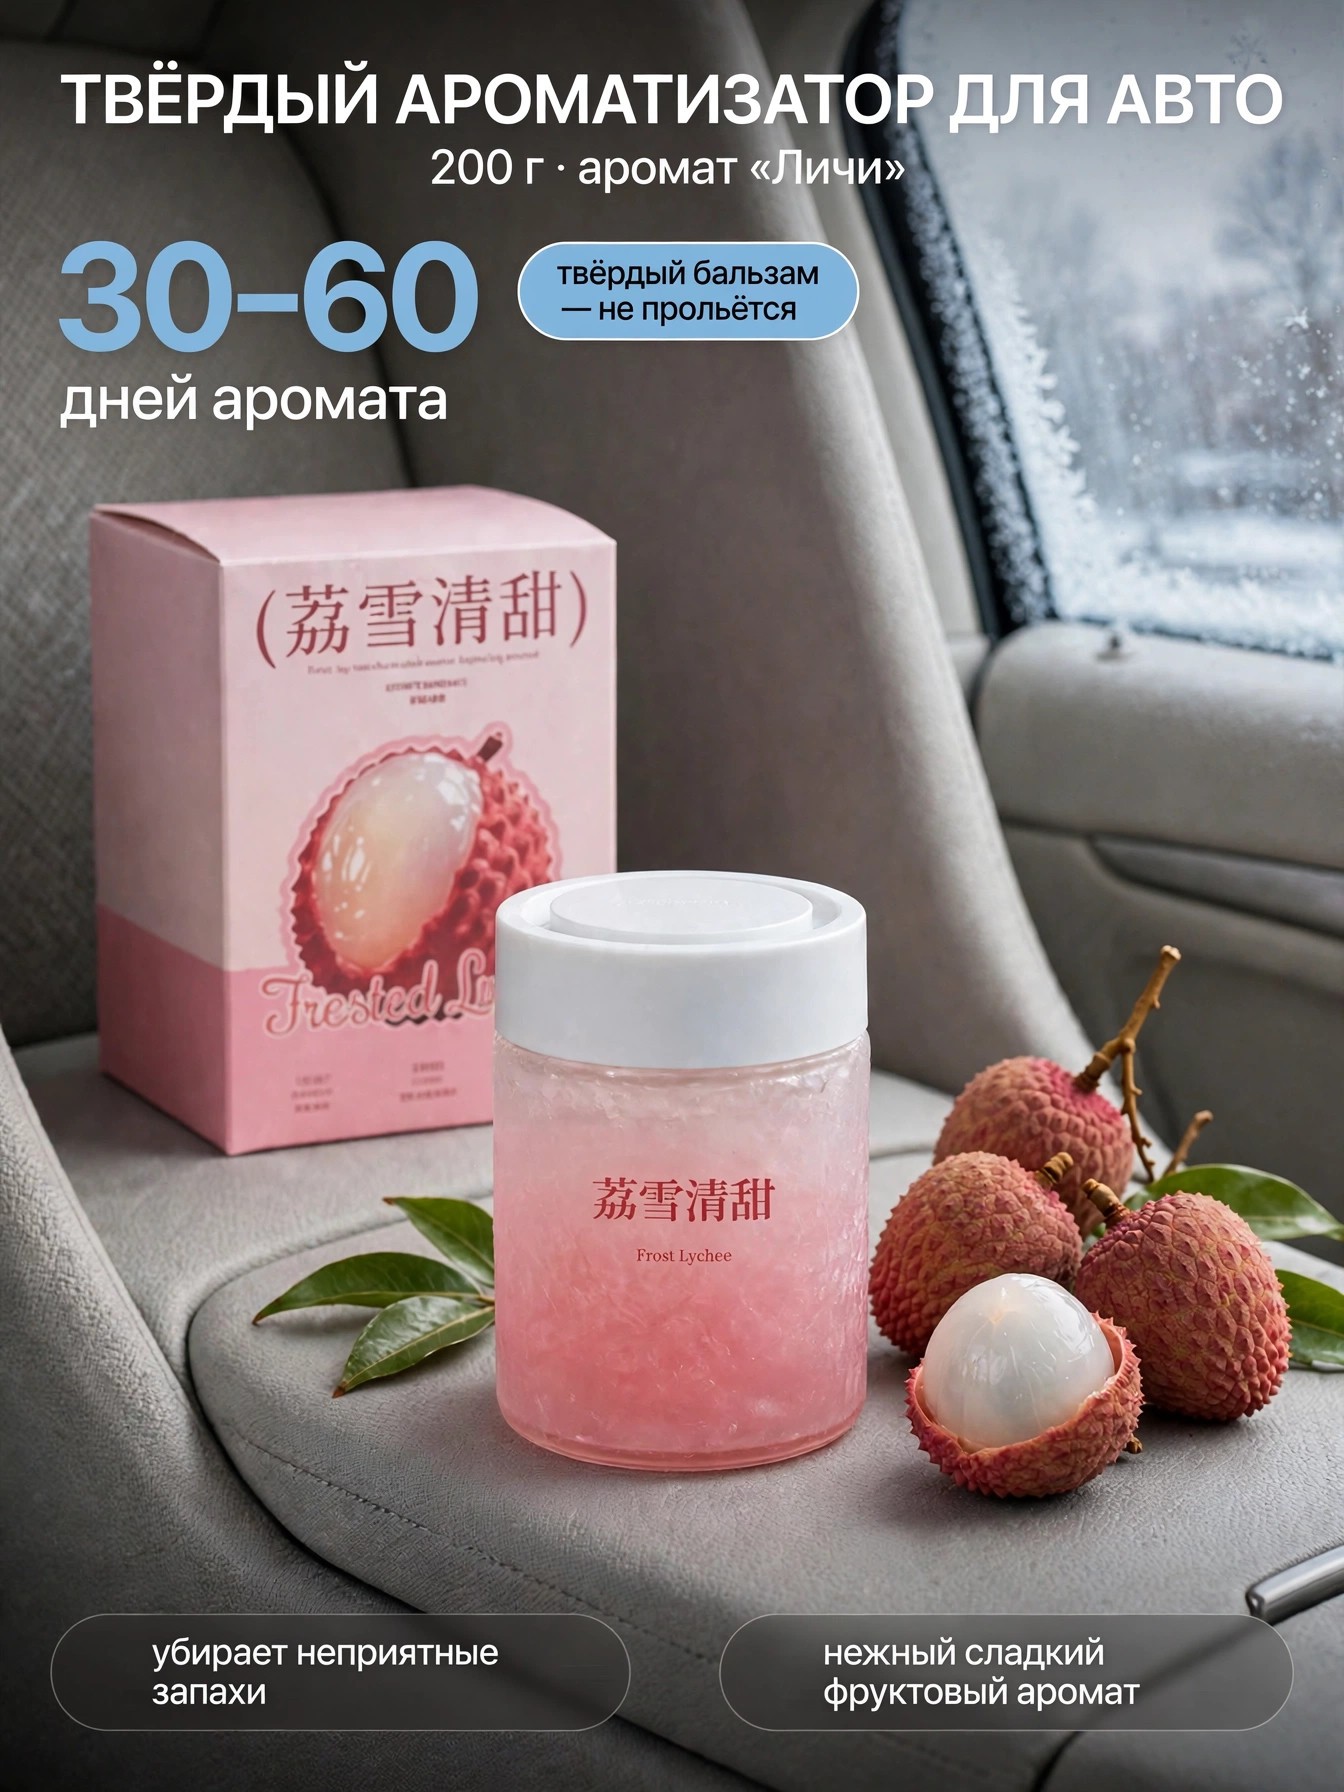 ТВЁРДЫЙ АРОМАТИЗАТОР ДЛЯ АВТО
200 г · аромат «Личи»
30–60
дней аромата
твёрдый бальзам
— не прольётся
(荔雪清甜)
Frested
荔雪清甜
Frost Lychee
убирает неприятные
запахи
нежный сладкий
фруктовый аромат